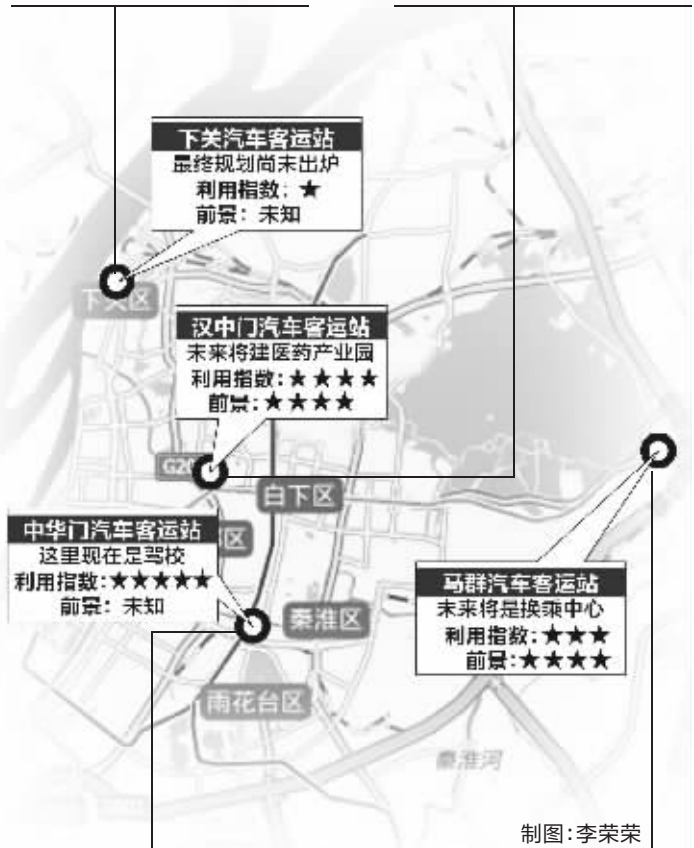 下关汽车客运站
最终规划尚未出炉
利用指数：★
前景：未知
下关区
汉中门汽车客运站
未来将建医药产业园
利用指数：★★★★
前景：★★★★
白下区
中华门汽车客运站
这里现在是驾校
利用指数：★★★★★
前景：未知
区
秦淮区
马群汽车客运站
未来将是换乘中心
利用指数：★★★
前景：★★★★
雨花台区
秦淮河
制图：李荣荣